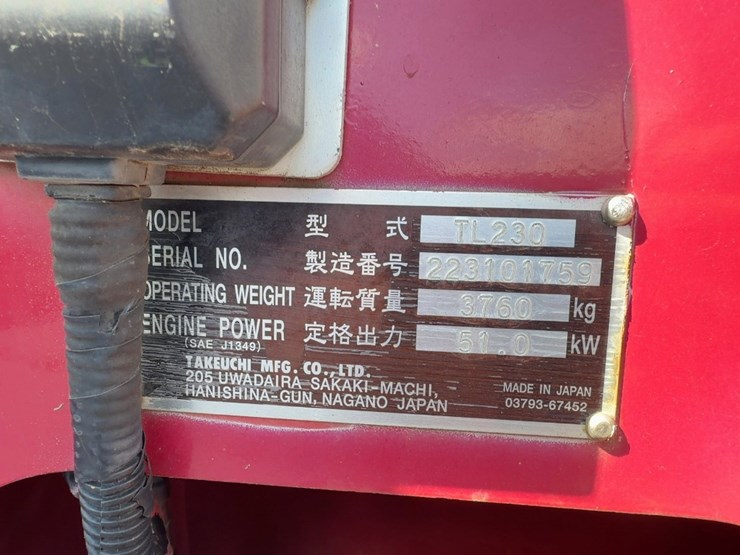 MODEL 型式 TL230
SERIAL NO. 製造番号 223101759
OPERATING WEIGHT 運転質量 3760 kg
ENGINE POWER 定格出力 51.0 kW
(SAE J1349)
TAKEUCHI MFG. CO., LTD.
205 UWADAIRA SAKAKI-MACHI,
HANISHINA-GUN, NAGANO JAPAN
MADE IN JAPAN
03793-67452